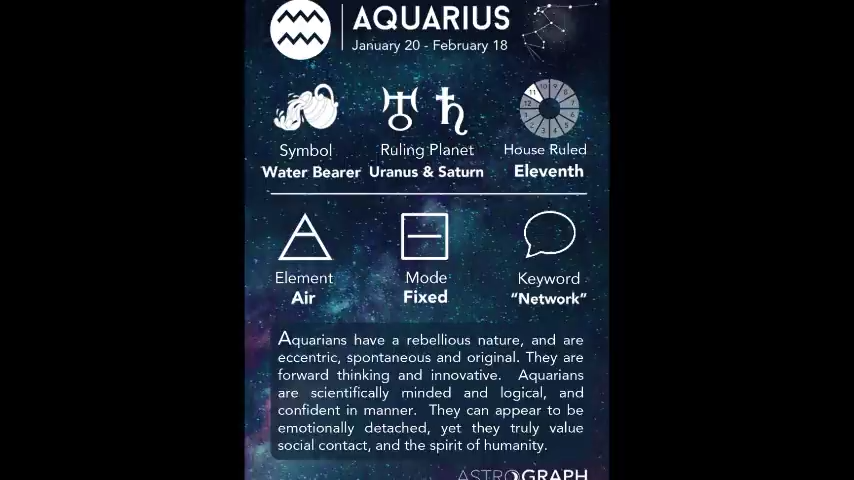 AQUARIUS
January 20 - February 18
Symbol
Water Bearer
Ruling Planet
Uranus & Saturn
House Ruled
Eleventh
Element
Air
Mode
Fixed
Keyword
“Network”
Aquarians have a rebellious nature, and are
eccentric, spontaneous and original. They are
forward thinking and innovative. Aquarians
are scientifically minded and logical, and
confident in manner. They can appear to be
emotionally detached, yet they truly value
social contact, and the spirit of humanity.
ASTROGRAPH